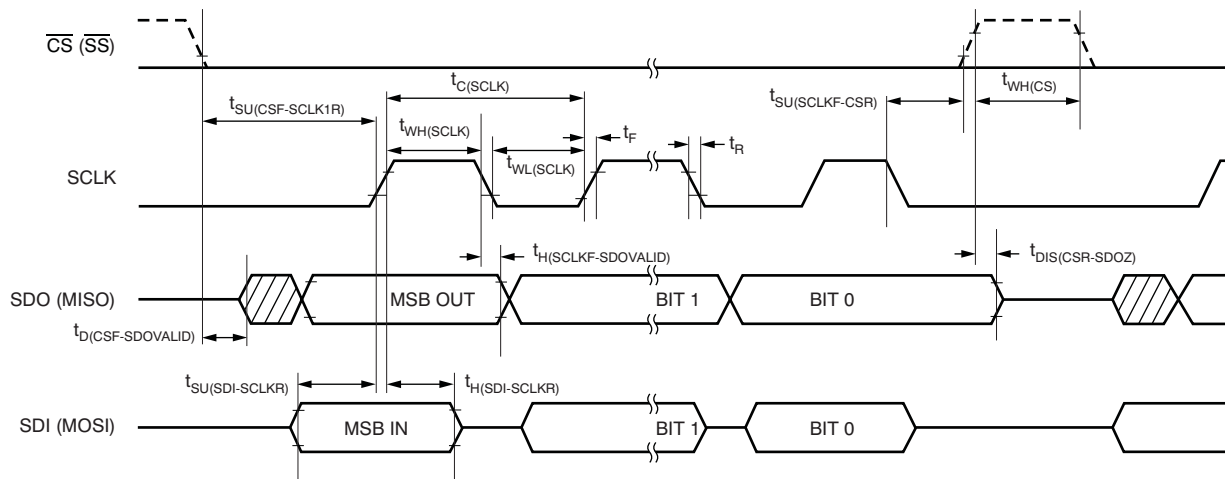 CS (SS)
tC(SCLK)
tSU(SCLKF-CSR)
tWH(CS)
tSU(CSF-SCLK1R)
tWH(SCLK)
tF
tR
tWL(SCLK)
SCLK
tH(SCLKF-SDOVALID)
tDIS(CSR-SDOZ)
SDO (MISO)
MSB OUT
BIT 1
BIT 0
tD(CSF-SDOVALID)
tSU(SDI-SCLKR)
tH(SDI-SCLKR)
SDI (MOSI)
MSB IN
BIT 1
BIT 0